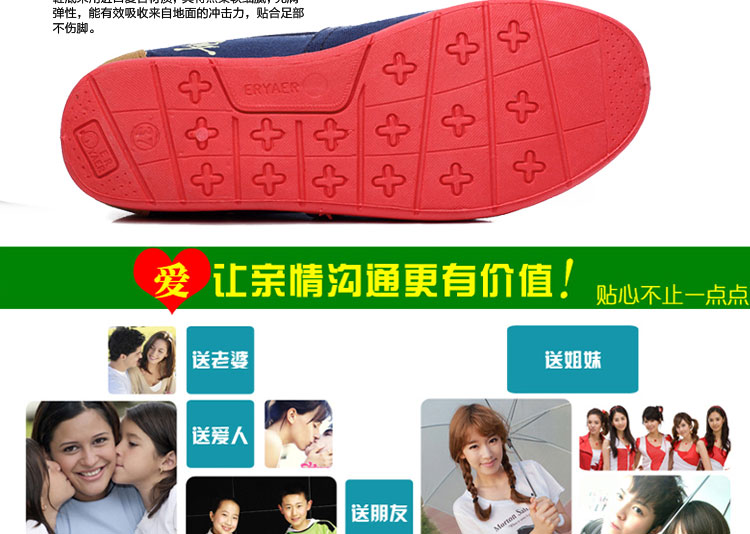 弹性，能有效吸收来自地面的冲击力，贴合足部
不伤脚。
ERYAER
37
爱 让亲情沟通更有价值！
贴心不止一点点
送老婆
送姐妹
送爱人
送朋友